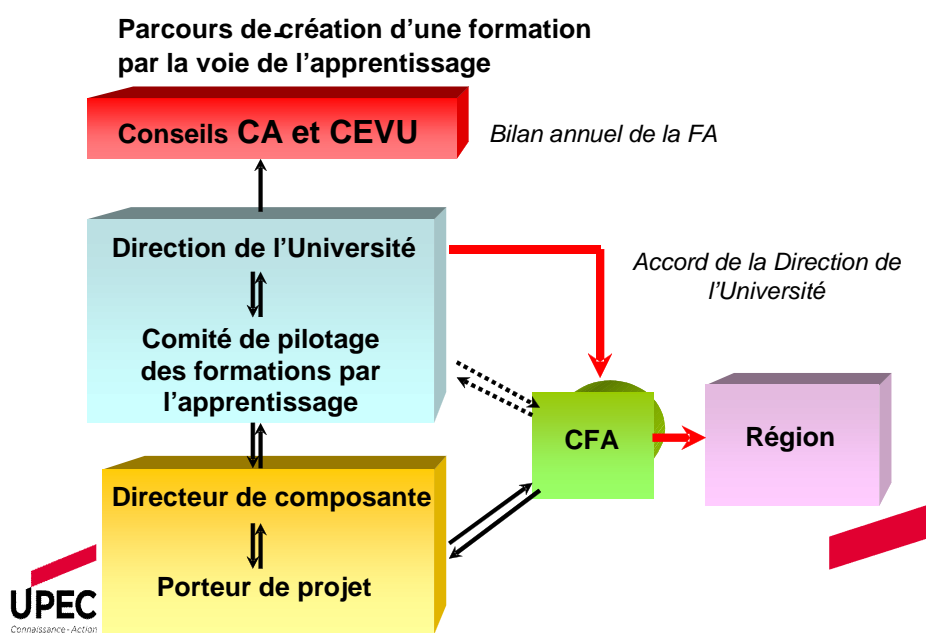 Parcours de création d'une formation
par la voie de l'apprentissage
Conseils CA et CEVU
Bilan annuel de la FA
Direction de l'Université
Accord de la Direction de
l'Université
Comité de pilotage
des formations par
l'apprentissage
CFA
Région
Directeur de composante
Porteur de projet
UPEC
Connaissance - Action